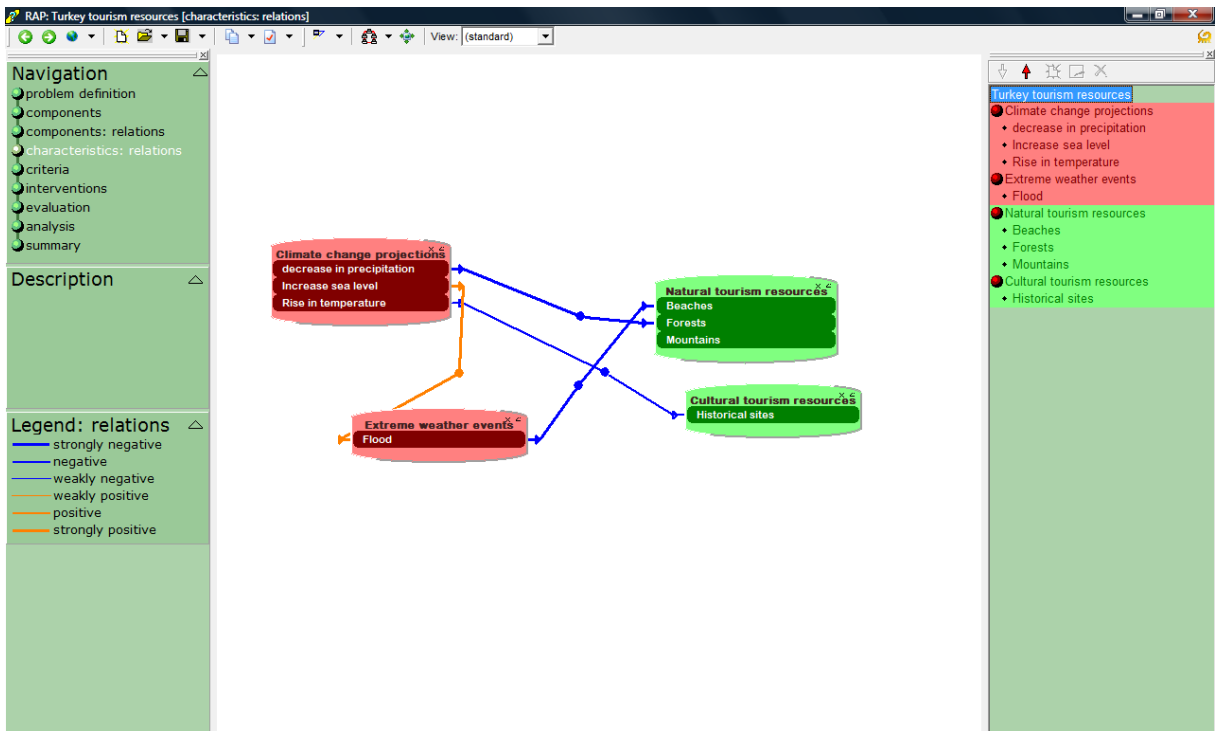 RAP: Turkey tourism resources [characteristics: relations]
View: (standard)
Navigation
problem definition
components
components: relations
characteristics: relations
criteria
interventions
evaluation
analysis
summary
Description
Legend: relations
strongly negative
negative
weakly negative
weakly positive
positive
strongly positive
Climate change projections
decrease in precipitation
Increase sea level
Rise in temperature
Natural tourism resources
Beaches
Forests
Mountains
Cultural tourism resources
Historical sites
Extreme weather events
Flood
Turkey tourism resources
Climate change projections
decrease in precipitation
Increase sea level
Rise in temperature
Extreme weather events
Flood
Natural tourism resources
Beaches
Forests
Mountains
Cultural tourism resources
Historical sites